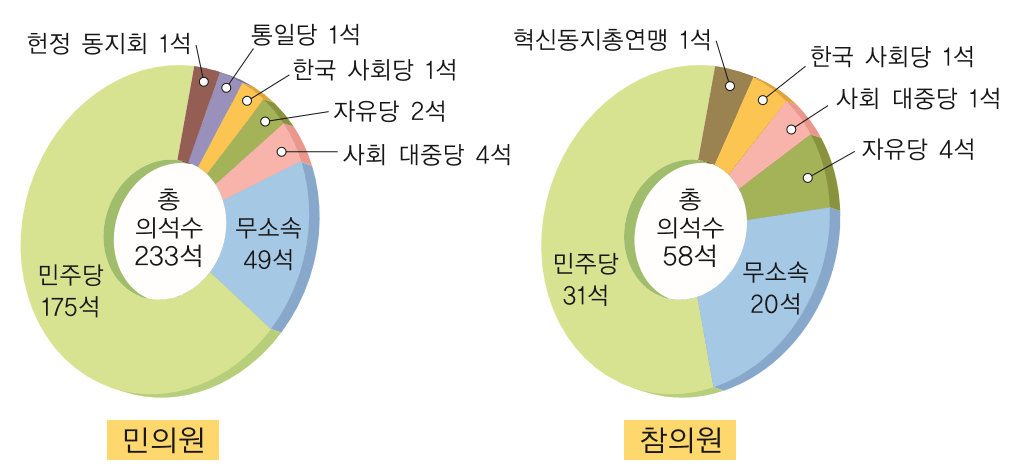 헌정 동지회 1석
통일당 1석
한국 사회당 1석
자유당 2석
사회 대중당 4석
무소속
49석
총
의석수
233석
민주당
175석
민의원
혁신동지총연맹 1석
한국 사회당 1석
사회 대중당 1석
자유당 4석
총
의석수
58석
무소속
20석
민주당
31석
참의원